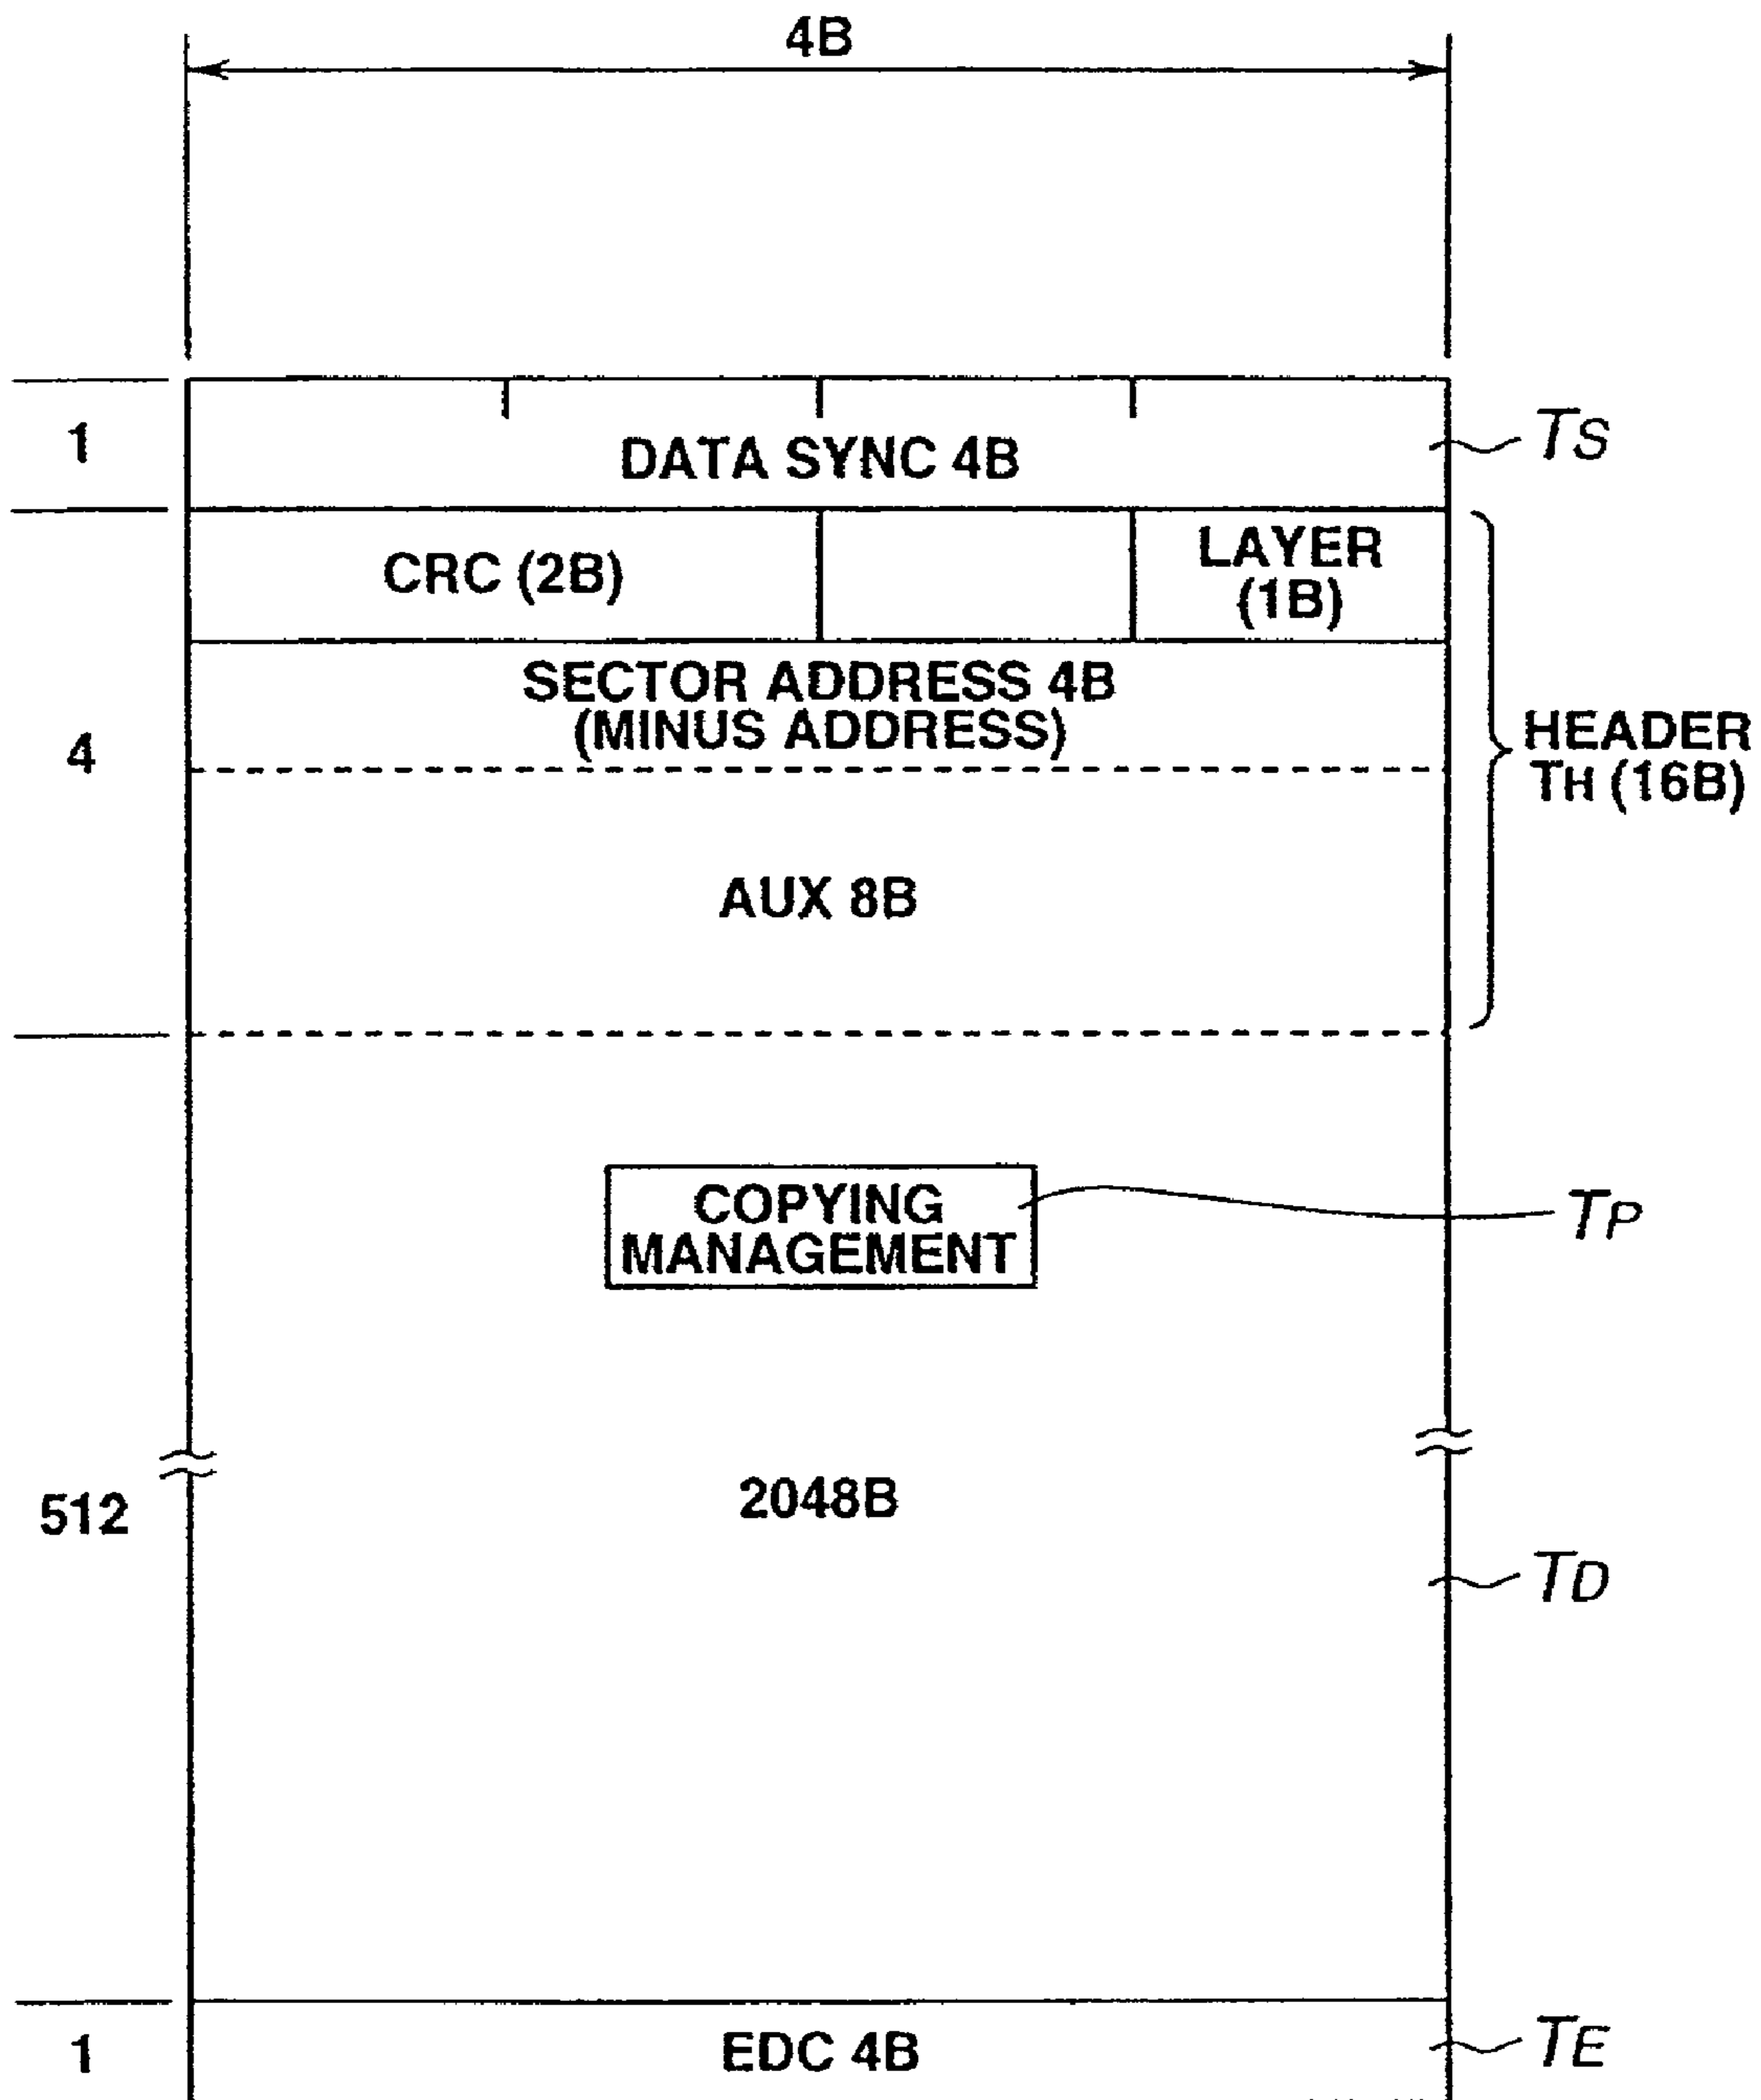 4B
1
DATA SYNC 4B
TS
CRC (2B)
LAYER
(1B)
4
SECTOR ADDRESS 4B
(MINUS ADDRESS)
HEADER
TH (16B)
AUX 8B
COPYING
MANAGEMENT
TP
512
2048B
TD
1
EDC 4B
TE